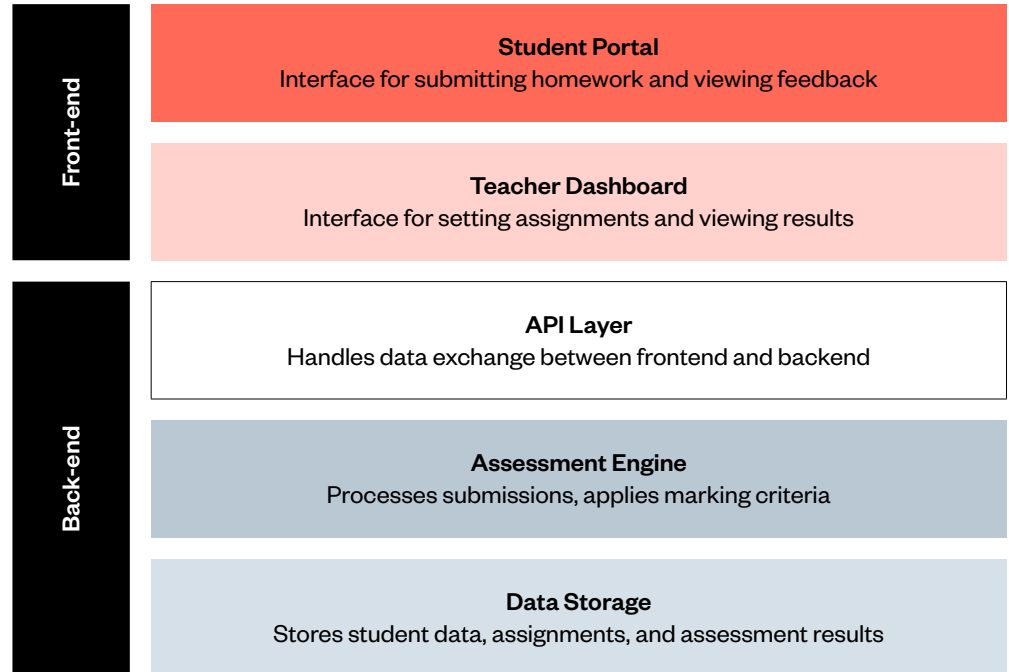 Front-end
Student Portal
Interface for submitting homework and viewing feedback
Teacher Dashboard
Interface for setting assignments and viewing results
Back-end
API Layer
Handles data exchange between frontend and backend
Assessment Engine
Processes submissions, applies marking criteria
Data Storage
Stores student data, assignments, and assessment results